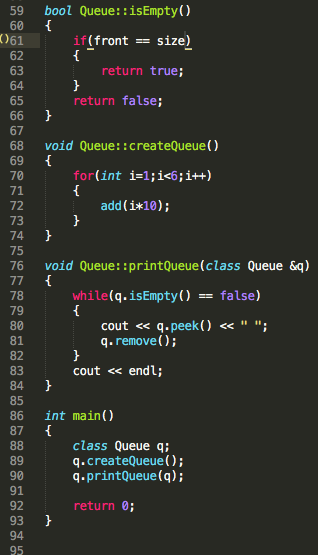 59 bool Queue::isEmpty()
60 {
()61     if(front == size)
62     {
63         return true;
64     }
65     return false;
66 }
67
68 void Queue::createQueue()
69 {
70     for(int i=1;i<6;i++)
71     {
72         add(i*10);
73     }
74 }
75
76 void Queue::printQueue(class Queue &q)
77 {
78     while(q.isEmpty() == false)
79     {
80         cout << q.peek() << " ";
81         q.remove();
82     }
83     cout << endl;
84 }
85
86 int main()
87 {
88     class Queue q;
89     q.createQueue();
90     q.printQueue(q);
91
92     return 0;
93 }
94
95